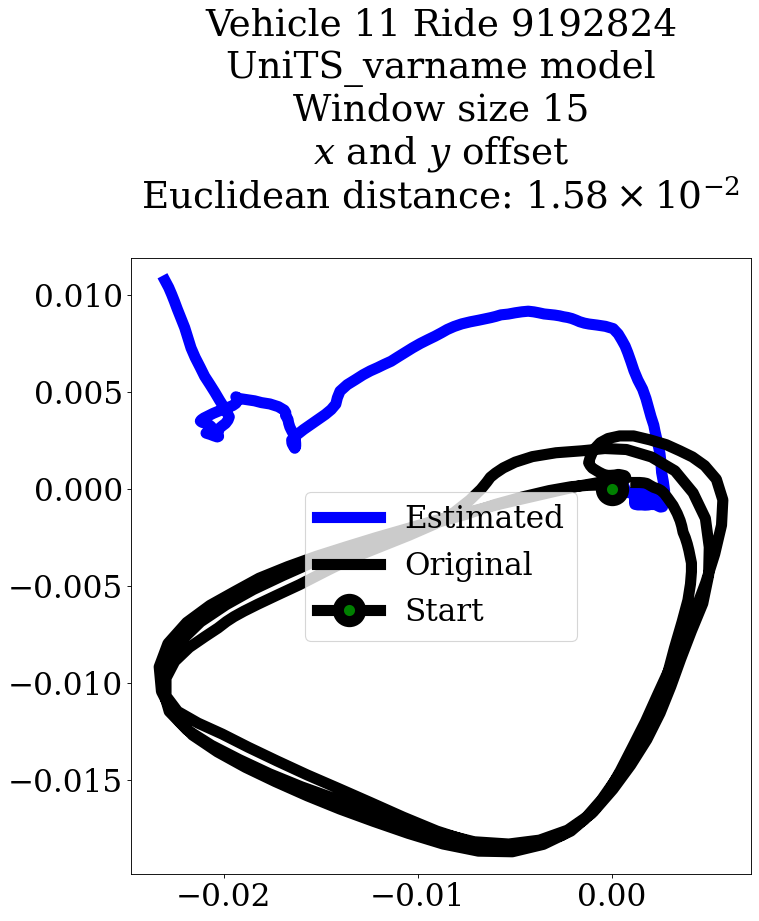 Vehicle 11 Ride 9192824
UniTS_varname model
Window size 15
x and y offset
Euclidean distance: 1.58 × 10⁻²
0.010
0.005
0.000
−0.005
−0.010
−0.015
Estimated
Original
Start
−0.02
−0.01
0.00